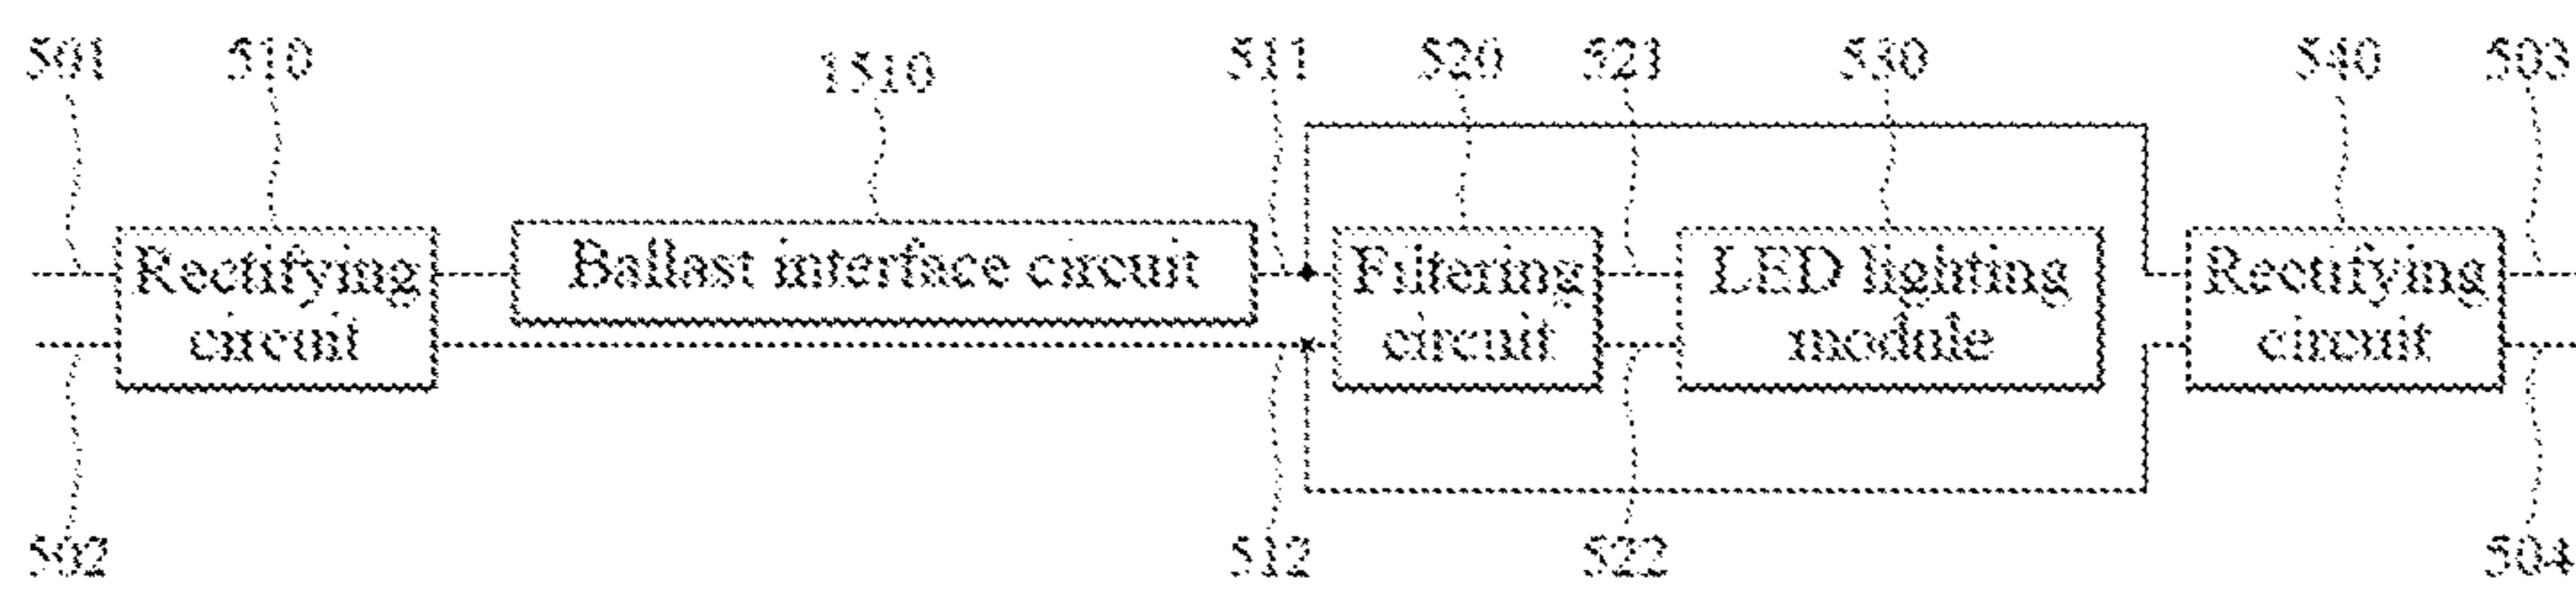 501 510 1510 511 520 521 530 540 503
Rectifying circuit
Ballast interface circuit
Filtering circuit
LED lighting module
Rectifying circuit
502 512 522 504